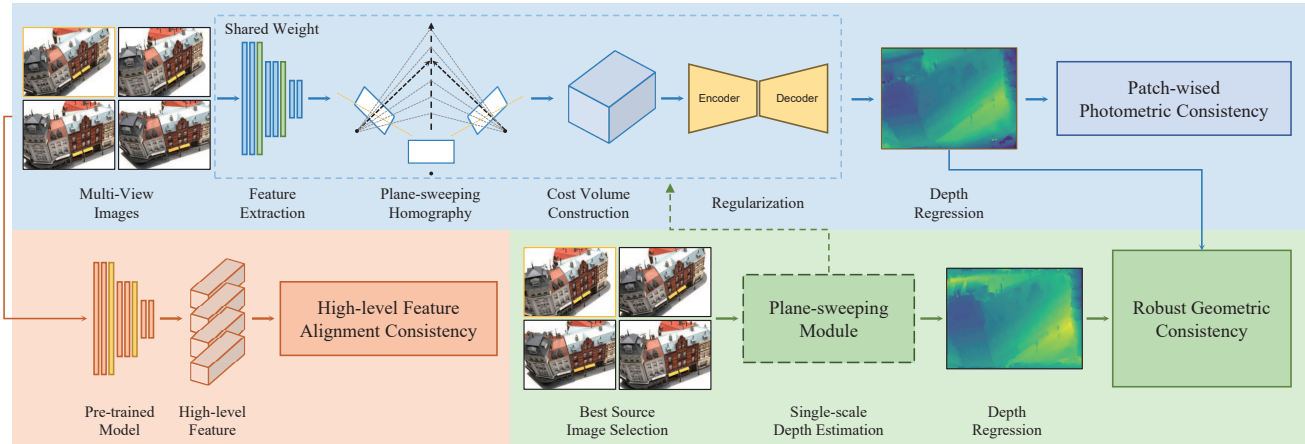 Shared Weight
Encoder
Decoder
Patch-wised
Photometric Consistency
Multi-View
Images
Feature
Extraction
Plane-sweeping
Homography
Cost Volume
Construction
Regularization
Depth
Regression
High-level Feature
Alignment Consistency
Plane-sweeping
Module
Robust Geometric
Consistency
Pre-trained
Model
High-level
Feature
Best Source
Image Selection
Single-scale
Depth Estimation
Depth
Regression